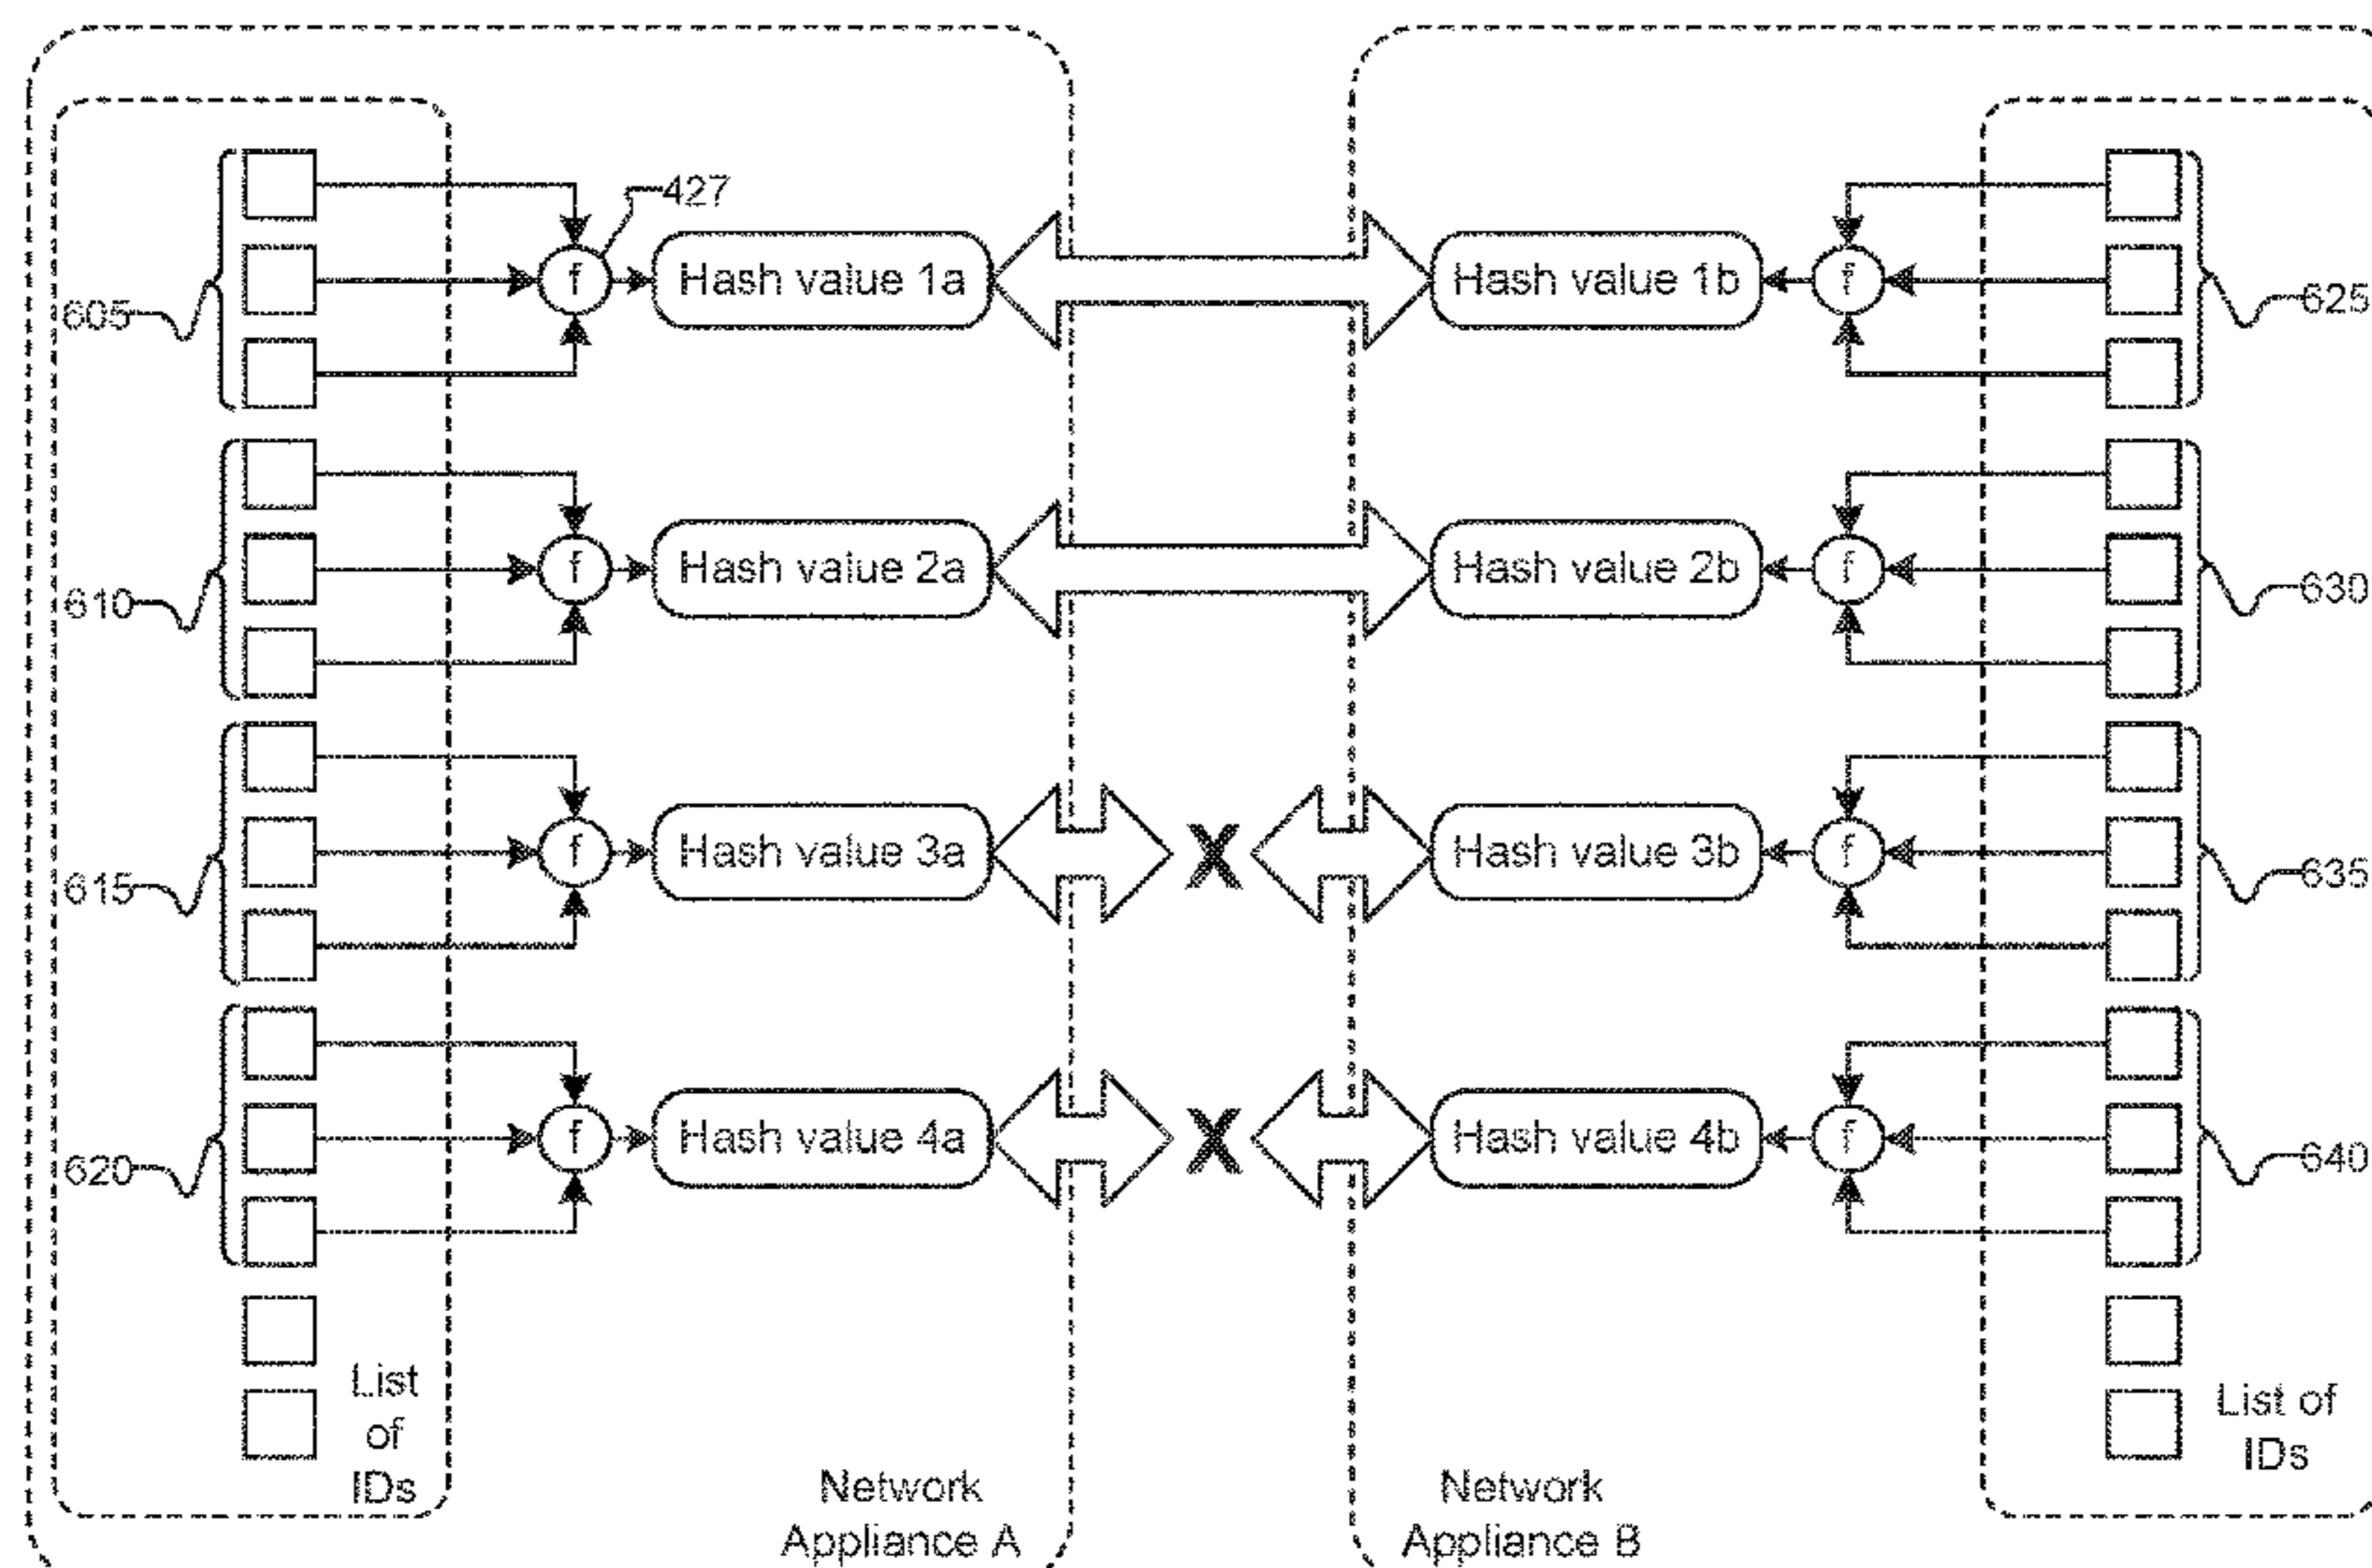 427
f
Hash value 1a
Hash value 1b
f
605
625
f
Hash value 2a
Hash value 2b
f
610
630
f
Hash value 3a
X
Hash value 3b
f
615
635
f
Hash value 4a
X
Hash value 4b
f
620
640
List
of
IDs
List of
IDs
Network
Appliance A
Network
Appliance B